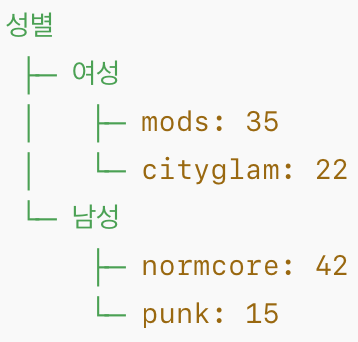 성별
├─ 여성
│   ├─ mods: 35
│   └─ cityglam: 22
└─ 남성
    ├─ normcore: 42
    └─ punk: 15